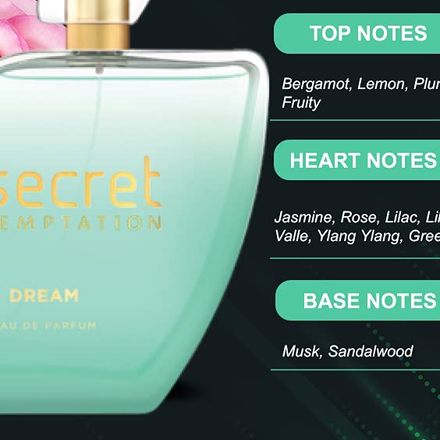 secret
EMPTATION
DREAM
AU DE PARFUM
TOP NOTES
Bergamot, Lemon,
Fruity
HEART NOTES
Jasmine, Rose, Lilac,
Valle, Ylang Ylang,
BASE NOTES
Musk, Sandalwood